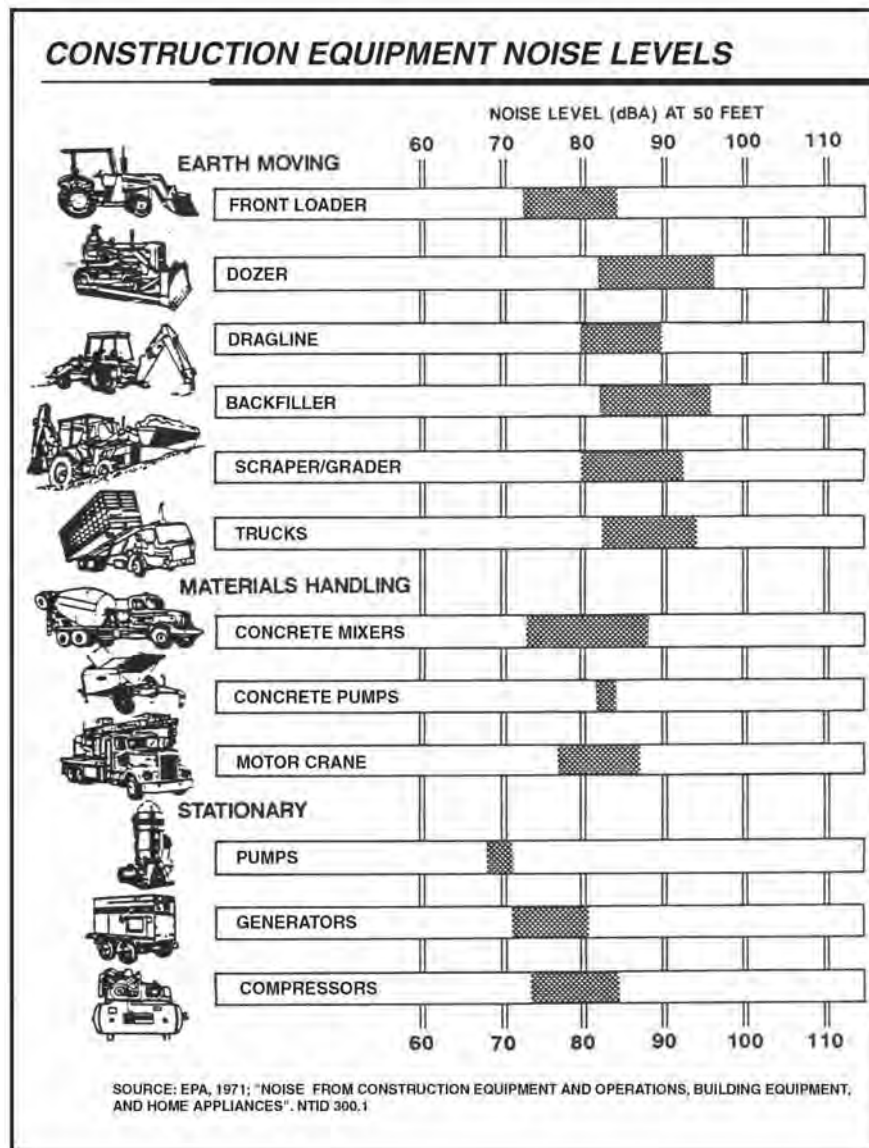 CONSTRUCTION EQUIPMENT NOISE LEVELS
NOISE LEVEL (dBA) AT 50 FEET
60 70 80 90 100 110
EARTH MOVING
FRONT LOADER
DOZER
DRAGLINE
BACKFILLER
SCRAPER/GRADER
TRUCKS
MATERIALS HANDLING
CONCRETE MIXERS
CONCRETE PUMPS
MOTOR CRANE
STATIONARY
PUMPS
GENERATORS
COMPRESSORS
60 70 80 90 100 110
SOURCE: EPA, 1971; "NOISE FROM CONSTRUCTION EQUIPMENT AND OPERATIONS, BUILDING EQUIPMENT,
AND HOME APPLIANCES". NTID 300.1